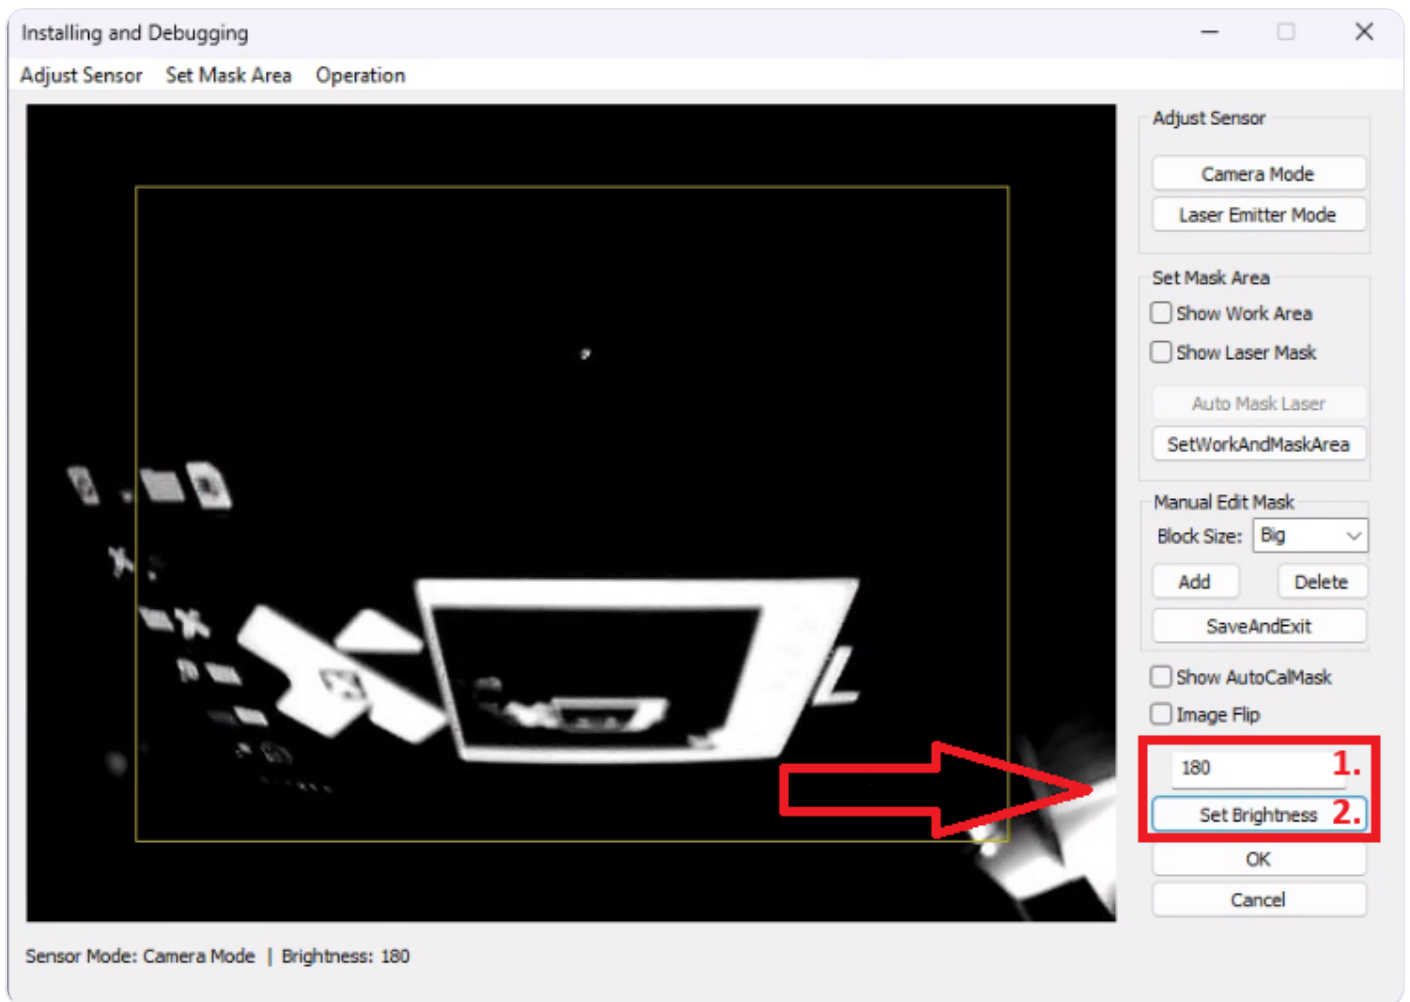 Installing and Debugging
Adjust Sensor Set Mask Area Operation
Adjust Sensor
Camera Mode
Laser Emitter Mode
Set Mask Area
Show Work Area
Show Laser Mask
Auto Mask Laser
SetWorkAndMaskArea
Manual Edit Mask
Block Size: Big
Add Delete
SaveAndExit
Show AutoCalMask
Image Flip
180 1.
Set Brightness 2.
OK
Cancel
Sensor Mode: Camera Mode | Brightness: 180